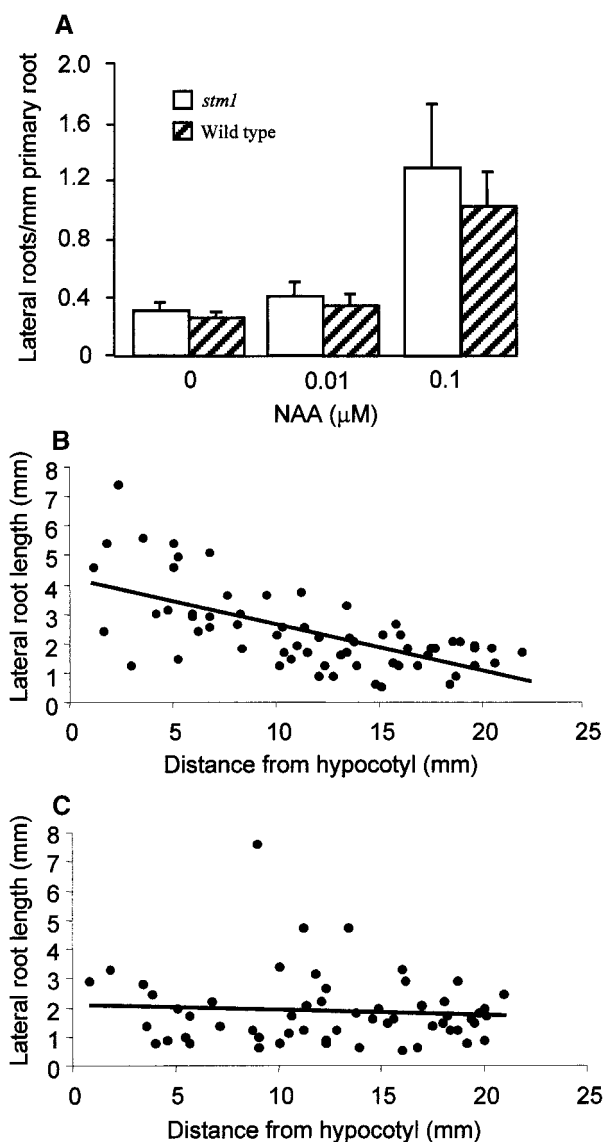 A
2.0
1.6
1.2
0.8
0.4
0
Lateral roots/mm primary root
stm1
Wild type
0 0.01 0.1
NAA (μM)
B
8
7
6
5
4
3
2
1
0
Lateral root length (mm)
0 5 10 15 20 25
Distance from hypocotyl (mm)
C
8
7
6
5
4
3
2
1
0
Lateral root length (mm)
0 5 10 15 20 25
Distance from hypocotyl (mm)